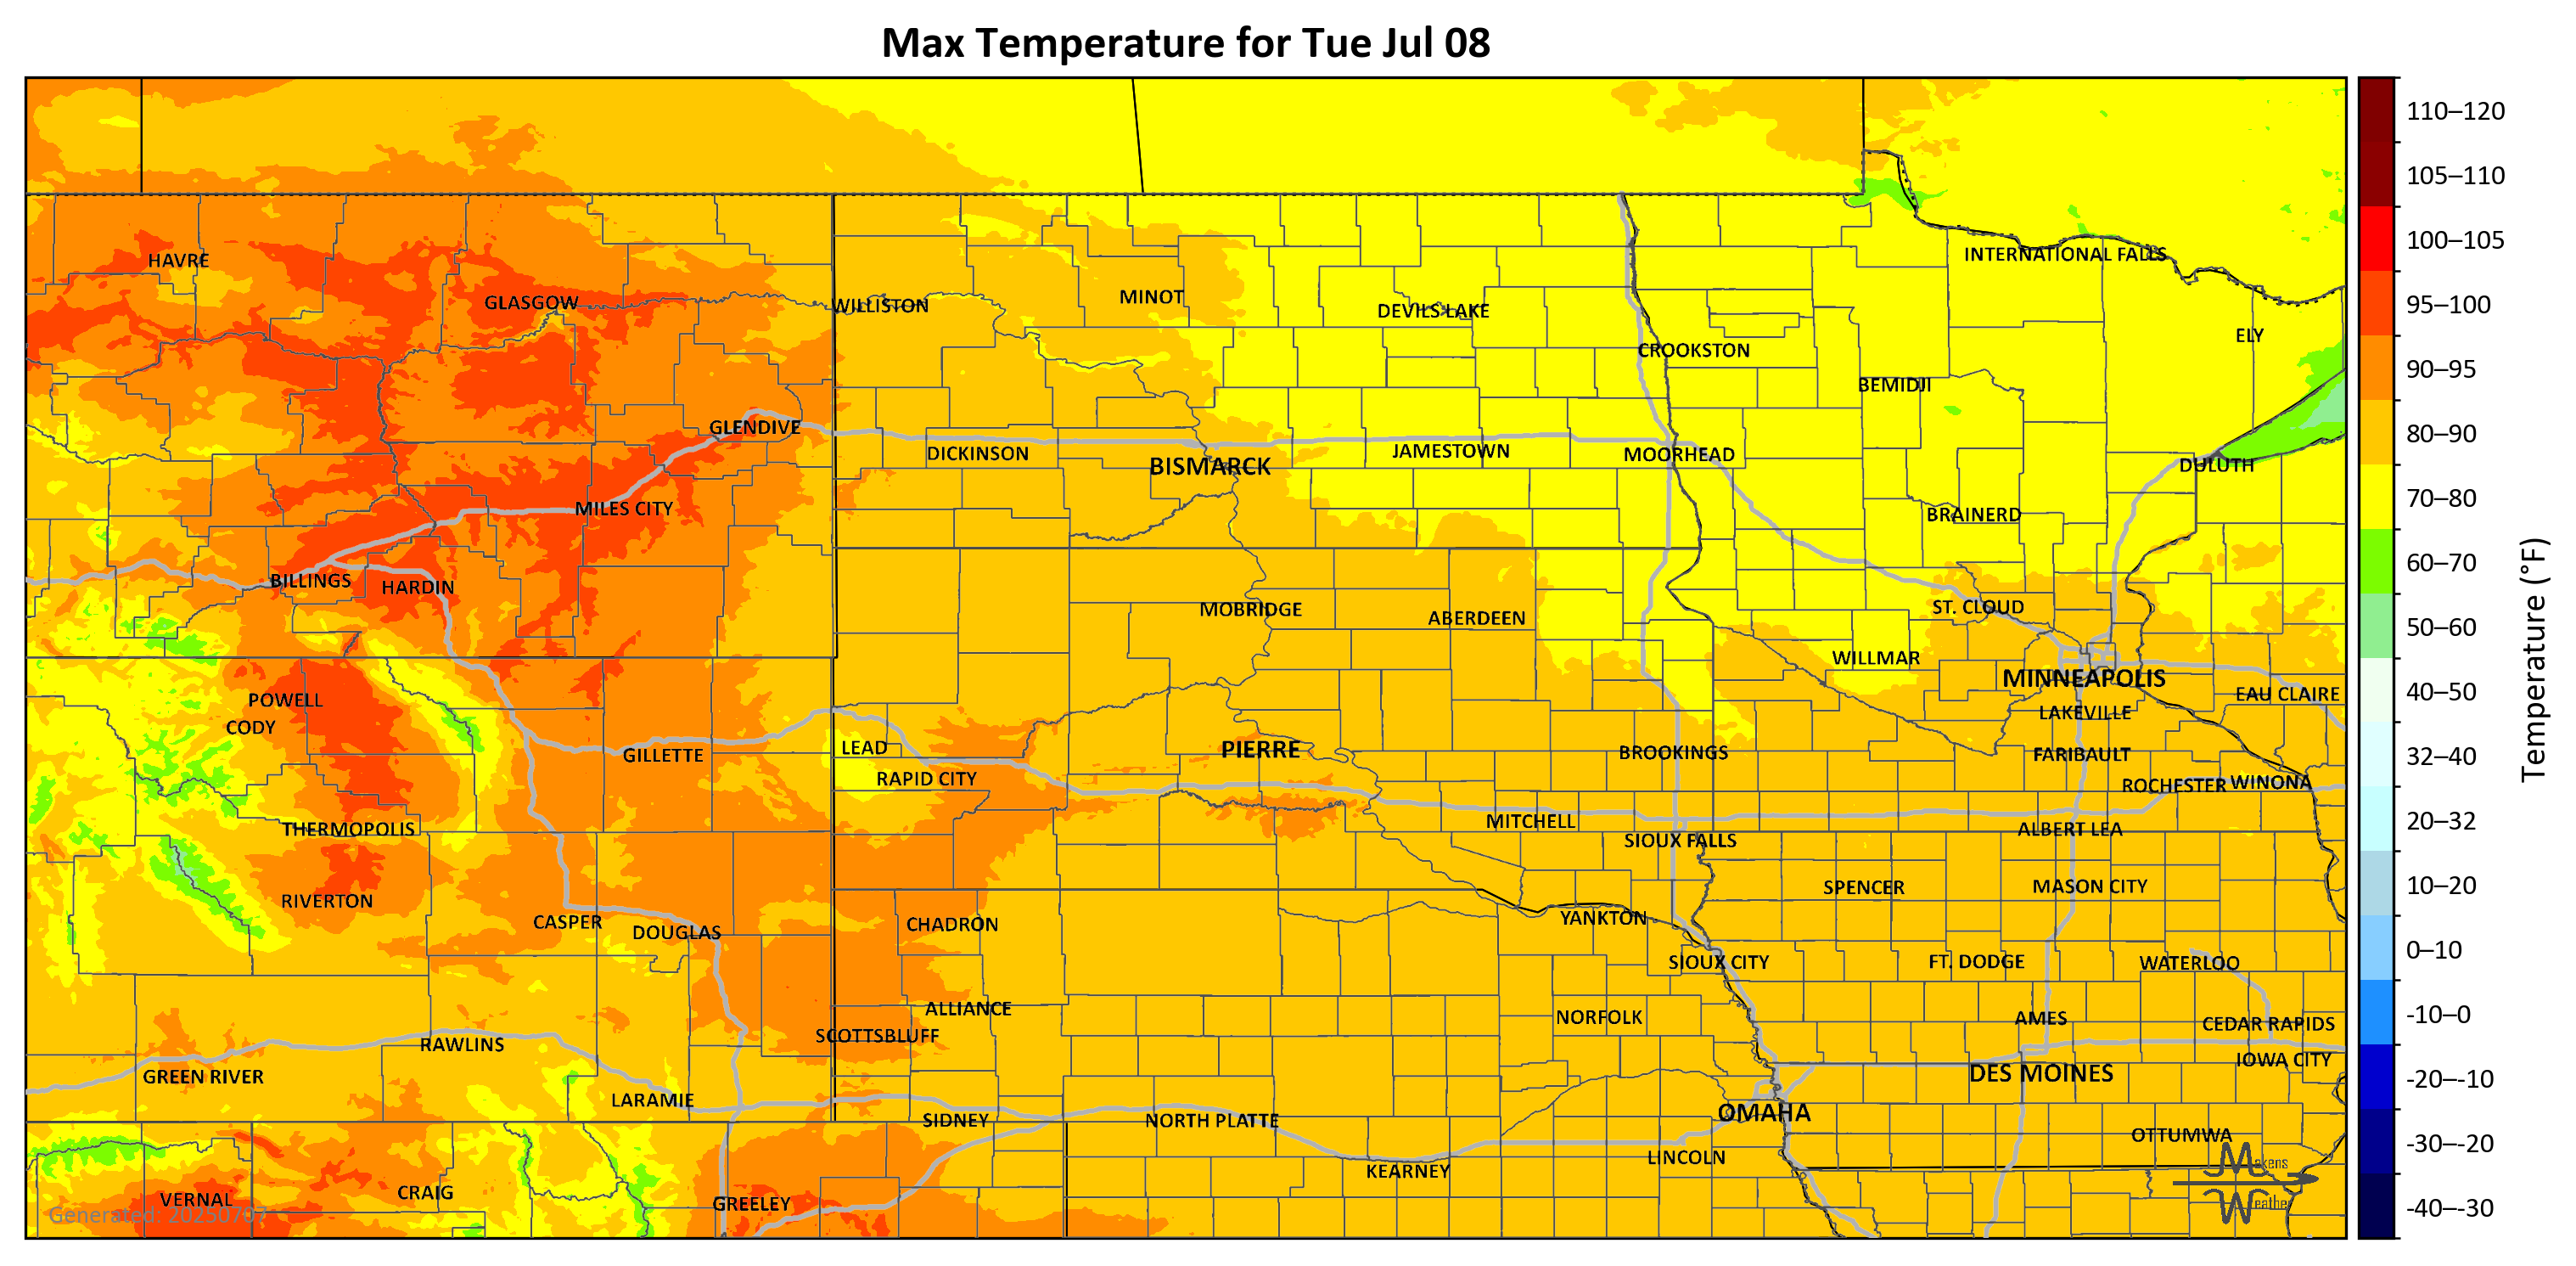 Max Temperature for Tue Jul 08
HAVRE
GLASGOW
WILLISTON
MINOT
DEVILS LAKE
CROOKSTON
INTERNATIONAL FALLS
ELY
BEMIDJI
GLENDIVE
DICKINSON
BISMARCK
JAMESTOWN
MOORHEAD
DULUTH
MILES CITY
BRAINERD
BILLINGS
HARDIN
MOBRIDGE
ABERDEEN
ST. CLOUD
WILLMAR
MINNEAPOLIS
EAU CLAIRE
POWELL
CODY
LAKEVILLE
GILLETTE
LEAD
RAPID CITY
PIERRE
BROOKINGS
FARIBAULT
ROCHESTER
WINONA
THERMOPOLIS
MITCHELL
SIOUX FALLS
ALBERT LEA
RIVERTON
CASPER
DOUGLAS
CHADRON
YANKTON
SPENCER
MASON CITY
SIOUX CITY
FT. DODGE
WATERLOO
ALLIANCE
SCOTTSBLUFF
NORFOLK
AMES
CEDAR RAPIDS
RAWLINS
GREEN RIVER
IOWA CITY
DES MOINES
LARAMIE
SIDNEY
NORTH PLATTE
OMAHA
OTTUMWA
LINCOLN
KEARNEY
VERNAL
CRAIG
GREELEY
Generated: 20250707
Makens
Weather
110–120
105–110
100–105
95–100
90–95
80–90
70–80
60–70
50–60
40–50
32–40
20–32
10–20
0–10
-10–0
-20–-10
-30–-20
-40–-30
Temperature (°F)